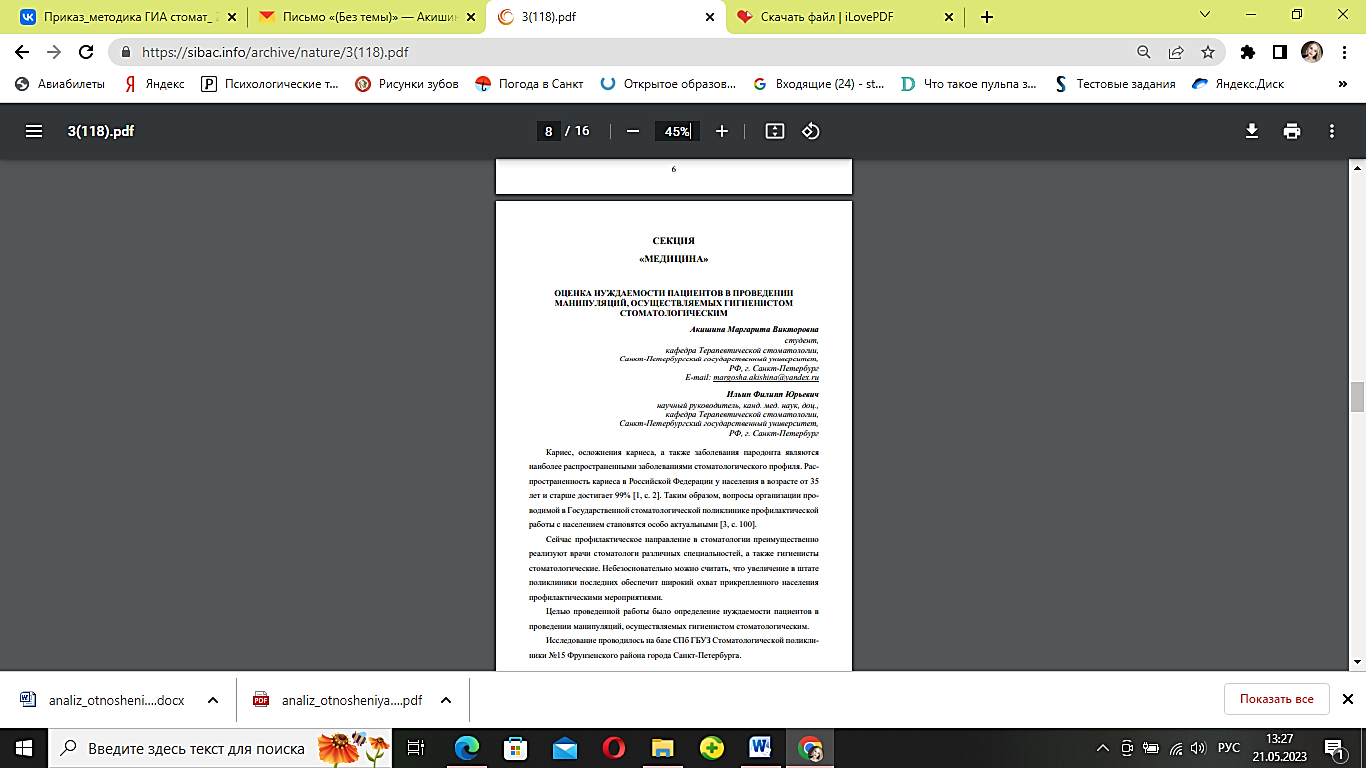 Приказ_методика ГИА стомат_ 2
Письмо «(Без темы)» — Акишин
3(118).pdf
Скачать файл | iLovePDF
https://sibac.info/archive/nature/3(118).pdf
Авиабилеты
Яндекс
Психологические т...
Рисунки зубов
Погода в Санкт
Открытое образов...
Входящие (24) - st...
Что такое пульпа з...
Тестовые задания
Яндекс.Диск
»
3(118).pdf
8 / 16
45%
6
СЕКЦИЯ
«МЕДИЦИНА»
ОЦЕНКА НУЖДАЕМОСТИ ПАЦИЕНТОВ В ПРОВЕДЕНИИ
МАНИПУЛЯЦИЙ, ОСУЩЕСТВЛЯЕМЫХ ГИГИЕНИСТОМ
СТОМАТОЛОГИЧЕСКИМ
Акишина Маргарита Викторовна
студент,
кафедра Терапевтической стоматологии,
Санкт-Петербургский государственный университет,
РФ, г. Санкт-Петербург
E-mail: margosha.akishina@yandex.ru
Ильин Филипп Юрьевич
научный руководитель, канд. мед. наук, доц.,
кафедра Терапевтической стоматологии,
Санкт-Петербургский государственный университет,
РФ, г. Санкт-Петербург
Кариес, осложнения кариеса, а также заболевания пародонта являются
наиболее распространенными заболеваниями стоматологического профиля. Рас-
пространенность кариеса в Российской Федерации у населения в возрасте от 35
лет и старше достигает 99% [1, с. 2]. Таким образом, вопросы организации про-
водимой в Государственной стоматологической поликлинике профилактической
работы с населением становятся особо актуальными [3, с. 100].
Сейчас профилактическое направление в стоматологии преимущественно
реализуют врачи стоматологи различных специальностей, а также гигиенисты
стоматологические. Небезосновательно можно считать, что увеличение в штате
поликлиники последних обеспечит широкий охват прикрепленного населения
профилактическими мероприятиями.
Целью проведенной работы было определение нуждаемости пациентов в
проведении манипуляций, осуществляемых гигиенистом стоматологическим.
Исследование проводилось на базе СПб ГБУЗ Стоматологической поликли-
ники №15 Фрунзенского района города Санкт-Петербурга.
analiz_otnosheni....docx
analiz_otnosheniya....pdf
Показать все
Введите здесь текст для поиска
РУС
13:27
21.05.2023
1